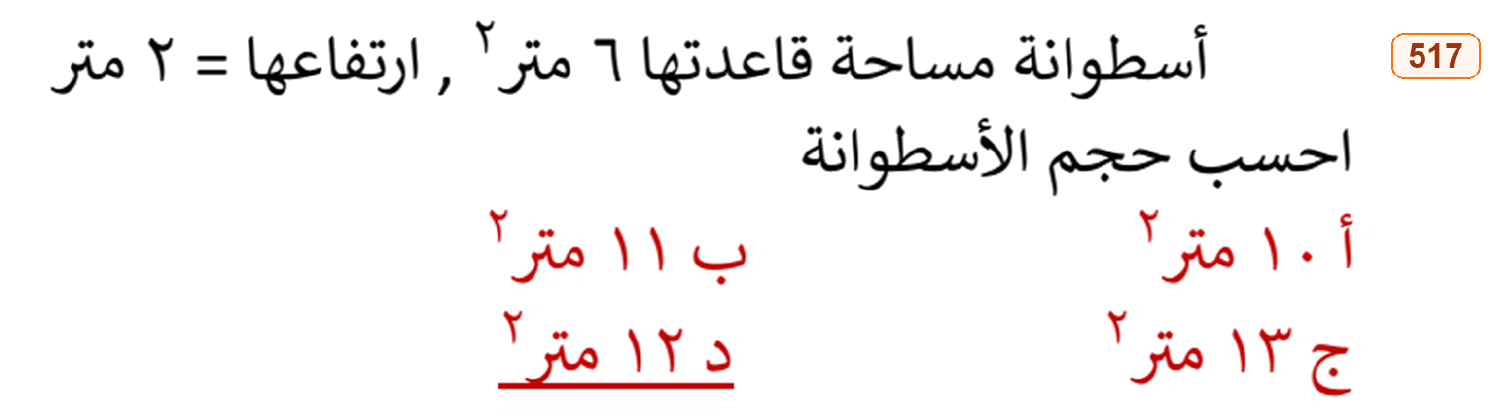 517
أسطوانة مساحة قاعدتها ٦ متر٢ , ارتفاعها = ٢ متر
احسب حجم الأسطوانة
أ ١٠ متر٢ ب ١١ متر٢
ج ١٣ متر٢ د ١٢ متر٢